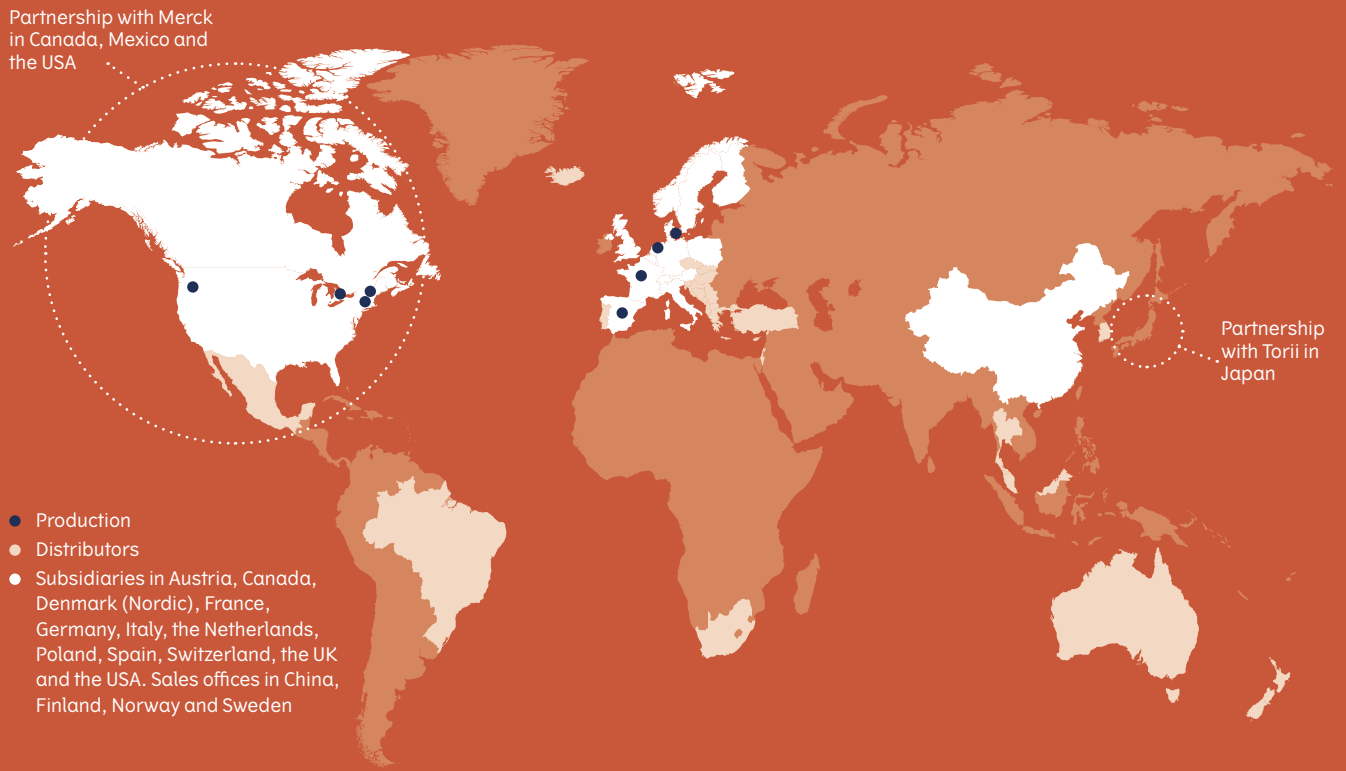 Partnership with Merck
in Canada, Mexico and
the USA
Partnership
with Torii in
Japan
Production
Distributors
Subsidiaries in Austria, Canada,
Denmark (Nordic), France,
Germany, Italy, the Netherlands,
Poland, Spain, Switzerland, the UK
and the USA. Sales offices in China,
Finland, Norway and Sweden